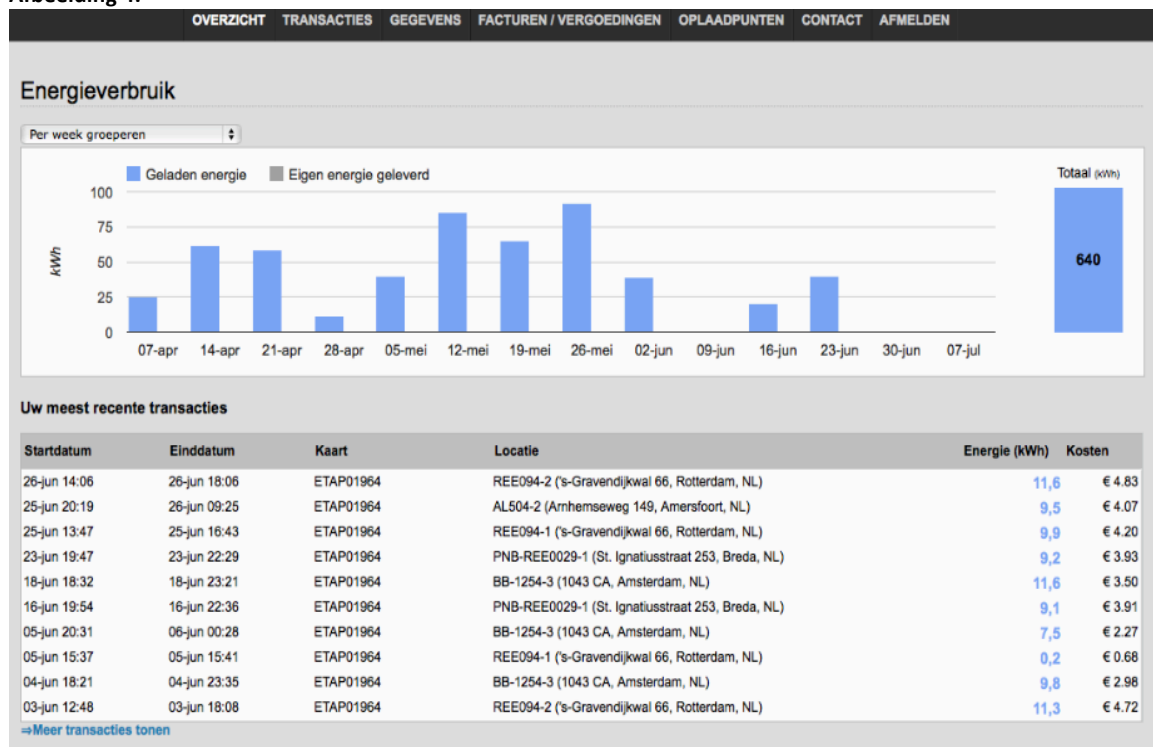 OVERZICHT TRANSACTIES GEGEVENS FACTUREN / VERGOEDINGEN OPLAADPUNTEN CONTACT AFMELDEN
Energieverbruik
Per week groeperen
Geladen energie Eigen energie geleverd
Totaal (kWh)
100
75
50
25
0
kWh
640
07-apr 14-apr 21-apr 28-apr 05-mei 12-mei 19-mei 26-mei 02-jun 09-jun 16-jun 23-jun 30-jun 07-jul
Uw meest recente transacties
Startdatum Einddatum Kaart Locatie Energie (kWh) Kosten
26-jun 14:06 26-jun 18:06 ETAP01964 REE094-2 ('s-Gravendijkwal 66, Rotterdam, NL) 11,6 € 4.83
25-jun 20:19 26-jun 09:25 ETAP01964 AL504-2 (Arnhemseweg 149, Amersfoort, NL) 9,5 € 4.07
25-jun 13:47 25-jun 16:43 ETAP01964 REE094-1 ('s-Gravendijkwal 66, Rotterdam, NL) 9,9 € 4.20
23-jun 19:47 23-jun 22:29 ETAP01964 PNB-REE0029-1 (St. Ignatiusstraat 253, Breda, NL) 9,2 € 3.93
18-jun 18:32 18-jun 23:21 ETAP01964 BB-1254-3 (1043 CA, Amsterdam, NL) 11,6 € 3.50
16-jun 19:54 16-jun 22:36 ETAP01964 PNB-REE0029-1 (St. Ignatiusstraat 253, Breda, NL) 9,1 € 3.91
05-jun 20:31 06-jun 00:28 ETAP01964 BB-1254-3 (1043 CA, Amsterdam, NL) 7,5 € 2.27
05-jun 15:37 05-jun 15:41 ETAP01964 REE094-1 ('s-Gravendijkwal 66, Rotterdam, NL) 0,2 € 0.68
04-jun 18:21 04-jun 23:35 ETAP01964 BB-1254-3 (1043 CA, Amsterdam, NL) 9,8 € 2.98
03-jun 12:48 03-jun 18:08 ETAP01964 REE094-2 ('s-Gravendijkwal 66, Rotterdam, NL) 11,3 € 4.72
⇒Meer transacties tonen